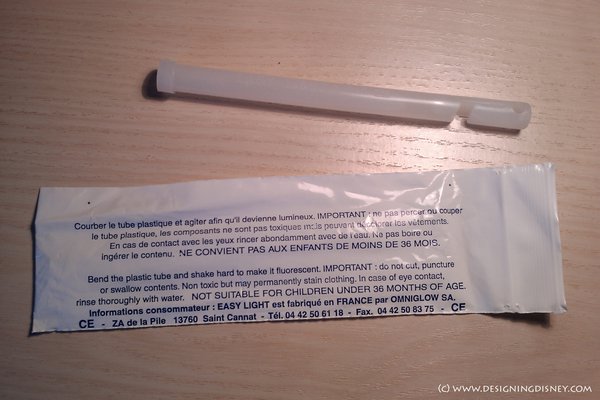 Courber le tube plastique et agiter afin qu'il devienne lumineux. IMPORTANT : ne pas percer ou couper
le tube plastique, les composants ne sont pas toxiques mais peuvent décolorer les vêtements.
En cas de contact avec les yeux rincer abondamment avec de l'eau. Ne pas boire ou
ingérer le contenu. NE CONVIENT PAS AUX ENFANTS DE MOINS DE 36 MOIS.
Bend the plastic tube and shake hard to make it fluorescent. IMPORTANT : do not cut, puncture
or swallow contents. Non toxic but may permanently stain clothing. In case of eye contact,
rinse thoroughly with water. NOT SUITABLE FOR CHILDREN UNDER 36 MONTHS OF AGE.
Informations consommateur : EASY LIGHT est fabriqué en FRANCE par OMNIGLOW SA.
CE - ZA de la Pile 13760 Saint Cannat - Tél. 04 42 50 61 18 - Fax. 04 42 50 83 75 - CE
(C) WWW.DESIGNINGDISNEY.COM